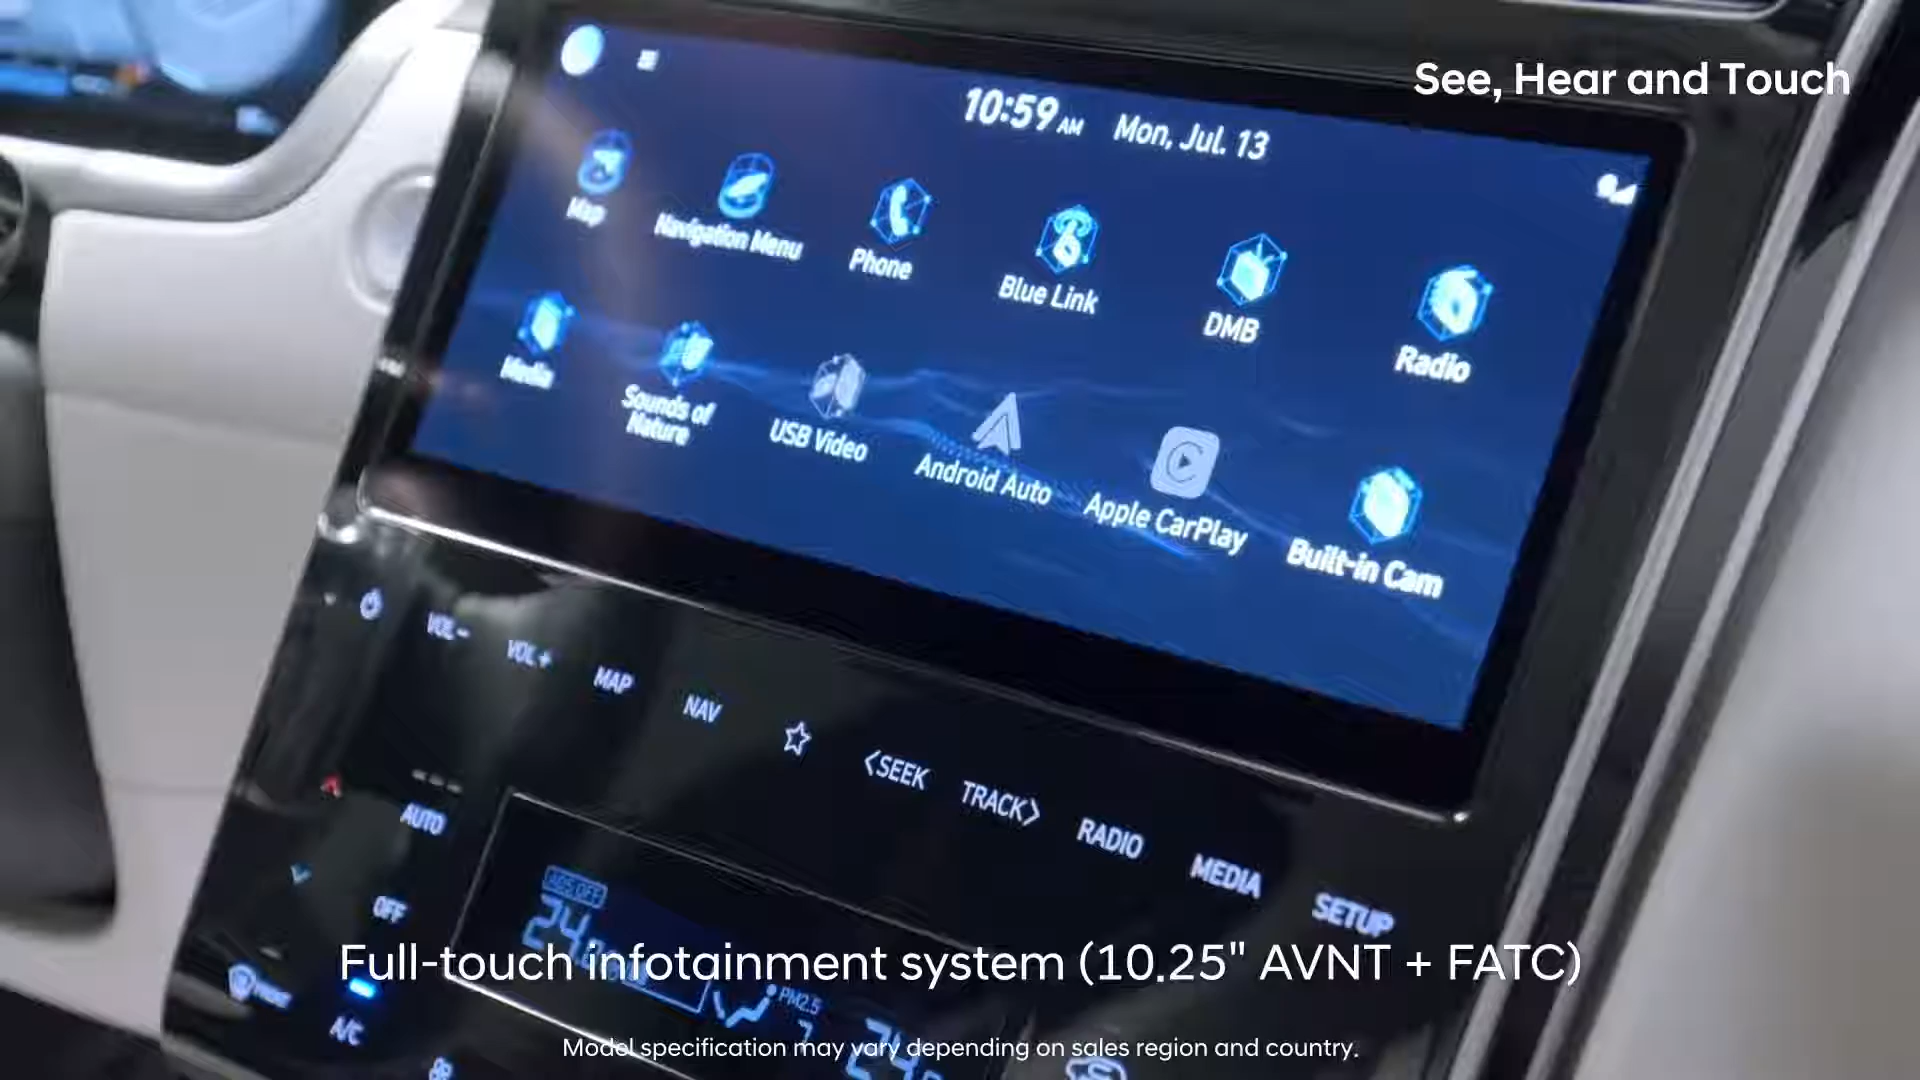 See, Hear and Touch
10:59 AM Mon, Jul. 13
Map
Navigation Menu
Phone
Blue Link
DMB
Radio
Media
Sounds of
Nature
USB Video
Android Auto
Apple CarPlay
Built-in Cam
VOL−
VOL+
MAP
NAV
<SEEK
TRACK>
RADIO
MEDIA
SETUP
AUTO
OFF
FRONT
A/C
PM2.5
Full-touch infotainment system (10.25" AVNT + FATC)
Model specification may vary depending on sales region and country.